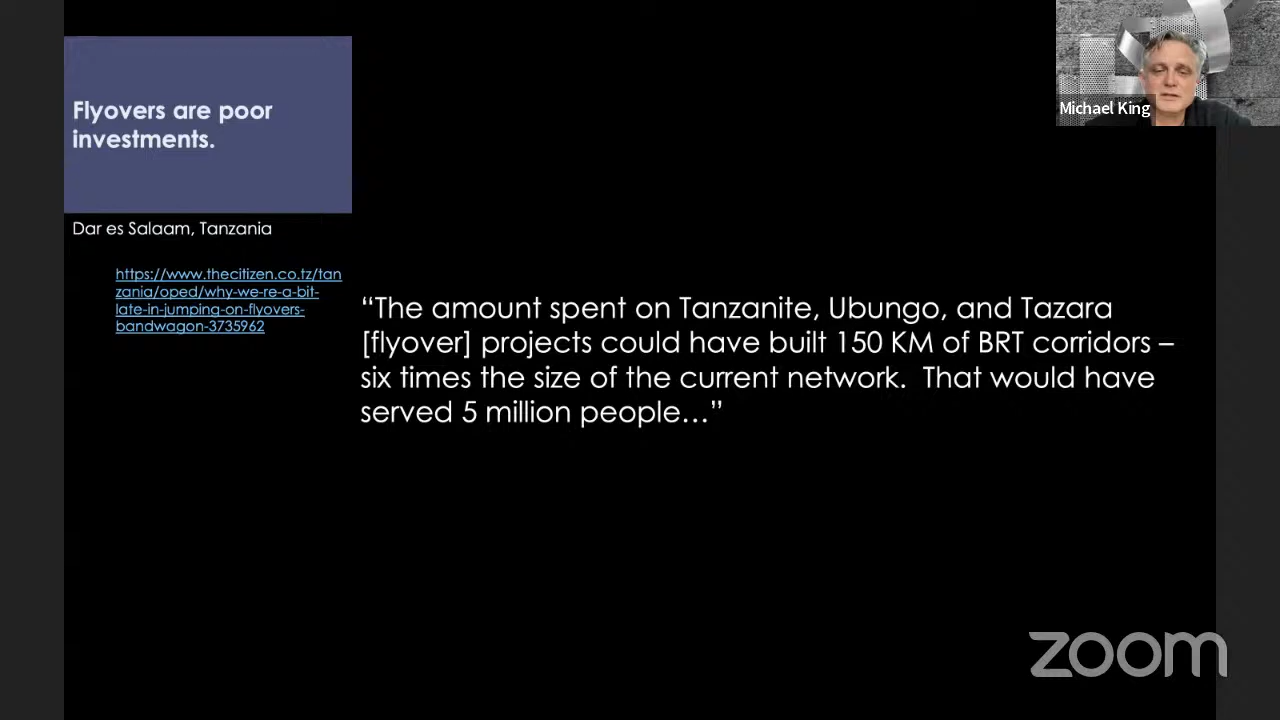 Flyovers are poor
investments.
Michael King
Dar es Salaam, Tanzania
https://www.thecitizen.co.tz/tan
zania/oped/why-we-re-a-bit-
late-in-jumping-on-flyovers-
bandwagon-3735962
“The amount spent on Tanzanite, Ubungo, and Tazara
[flyover] projects could have built 150 KM of BRT corridors –
six times the size of the current network.  That would have
served 5 million people…”
zoom